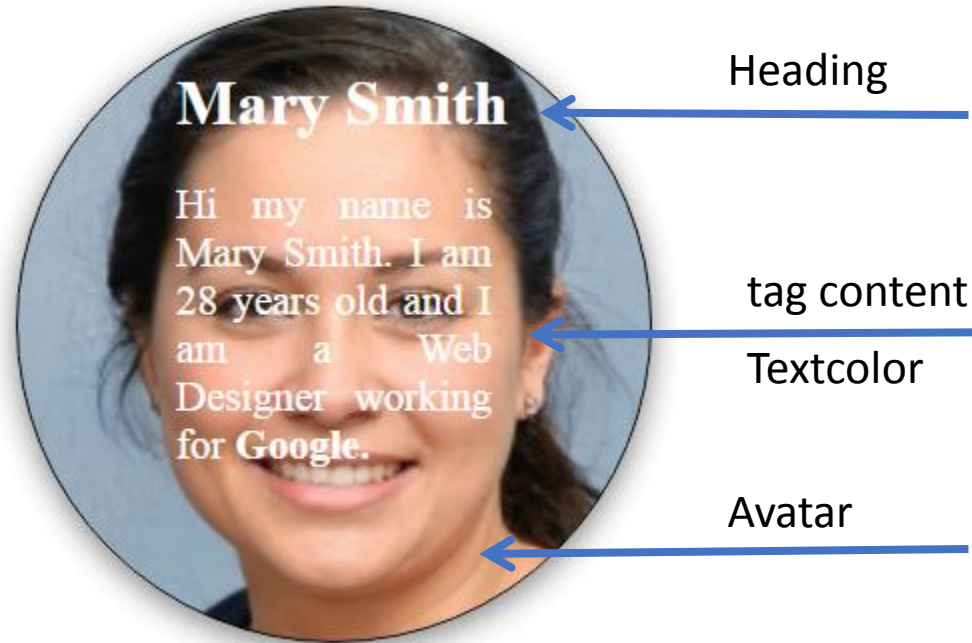 Mary Smith
Heading
Hi my name is
Mary Smith. I am
28 years old and I
am a Web
Designer working
for Google.
tag content
Textcolor
Avatar